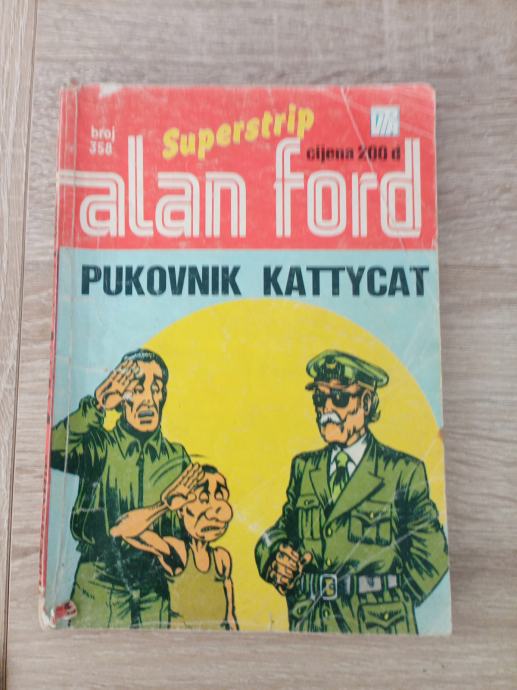 Superstrip
broj
358
cijena 200 d
alan ford
PUKOVNIK KATTYCAT